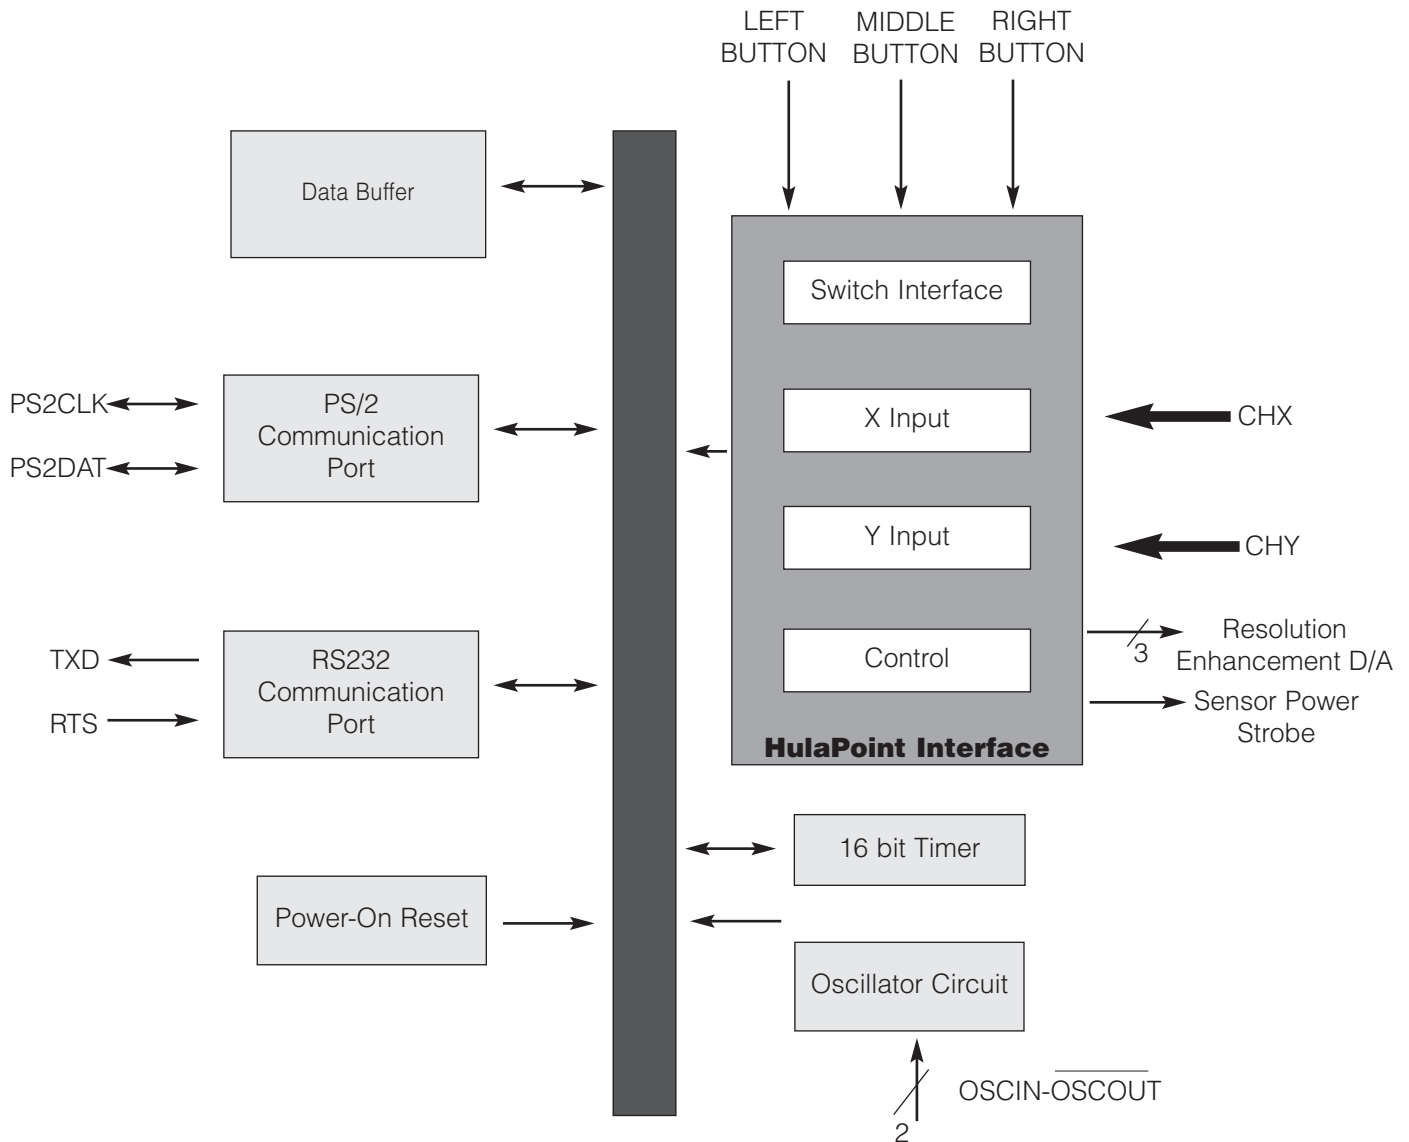 LEFT
BUTTON
MIDDLE
BUTTON
RIGHT
BUTTON
Data Buffer
Switch Interface
PS2CLK
PS2DAT
PS/2
Communication
Port
X Input
CHX
Y Input
CHY
TXD
RTS
RS232
Communication
Port
Control
3
Resolution
Enhancement D/A
Sensor Power
Strobe
HulaPoint Interface
16 bit Timer
Power-On Reset
Oscillator Circuit
OSCIN-OSCOUT
2